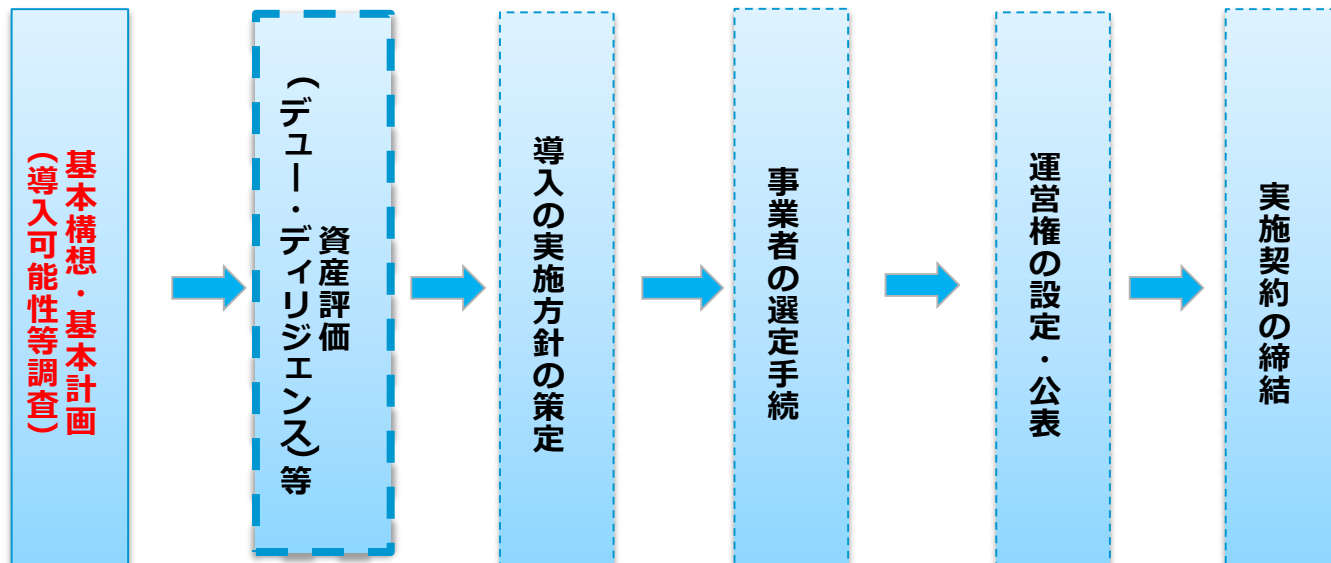 基本構想・基本計画
(導入可能性等調査)
資産評価
(デュー・ディリジェンス)等
導入の実施方針の策定
事業者の選定手続
運営権の設定・公表
実施契約の締結